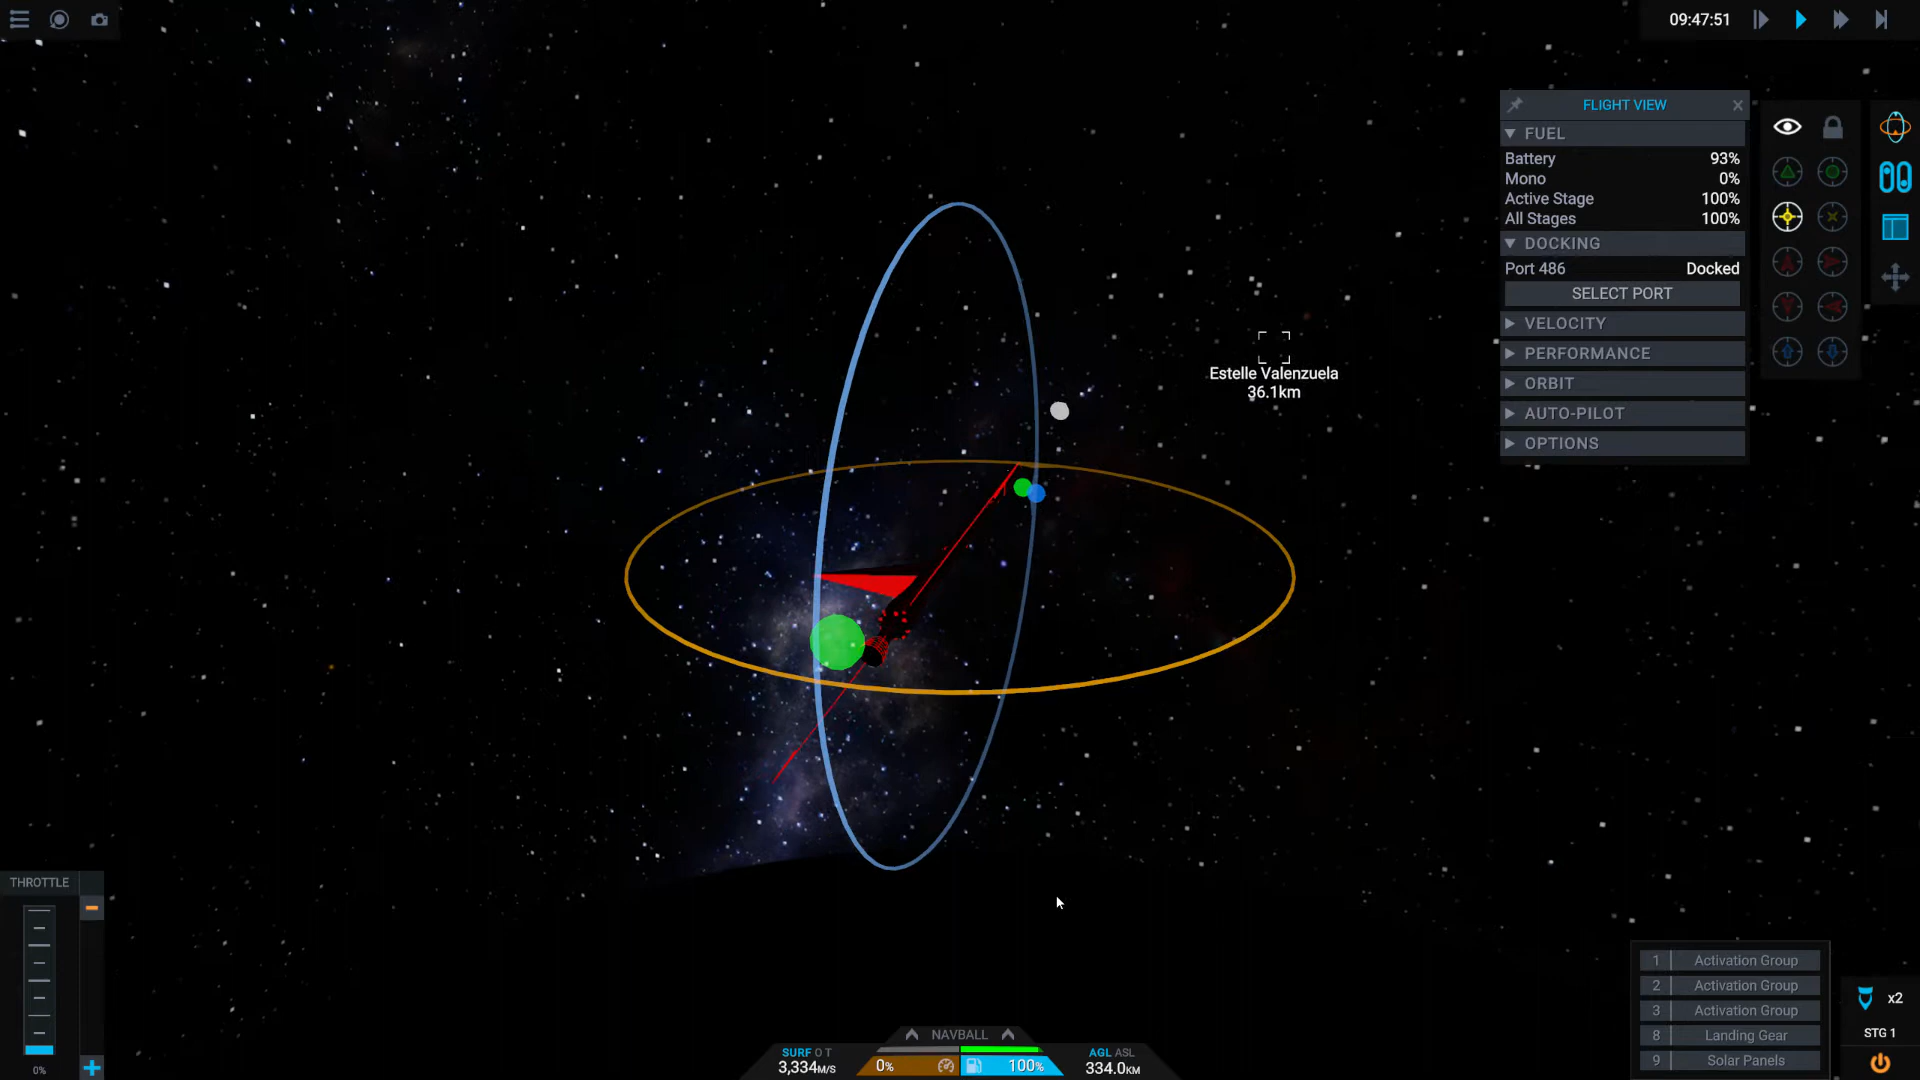 09:47:51
FLIGHT VIEW
FUEL
Battery 93%
Mono 0%
Active Stage 100%
All Stages 100%
DOCKING
Port 486 Docked
SELECT PORT
VELOCITY
PERFORMANCE
ORBIT
AUTO-PILOT
OPTIONS
Estelle Valenzuela
36.1km
THROTTLE
0%
NAVBALL
SURF O T
3,334M/S
0%
100%
AGL ASL
334.0KM
1 Activation Group
2 Activation Group
3 Activation Group
8 Landing Gear
9 Solar Panels
x2
STG 1